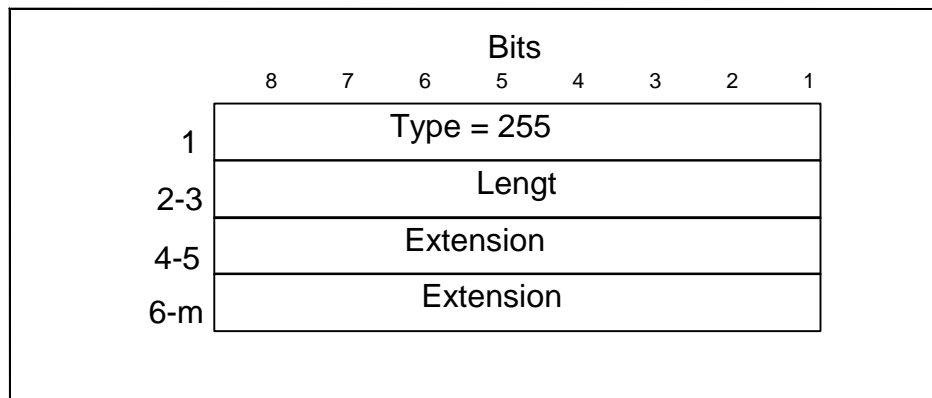 Bits
8 7 6 5 4 3 2 1
1 Type = 255
2-3 Lengt
4-5 Extension
6-m Extension